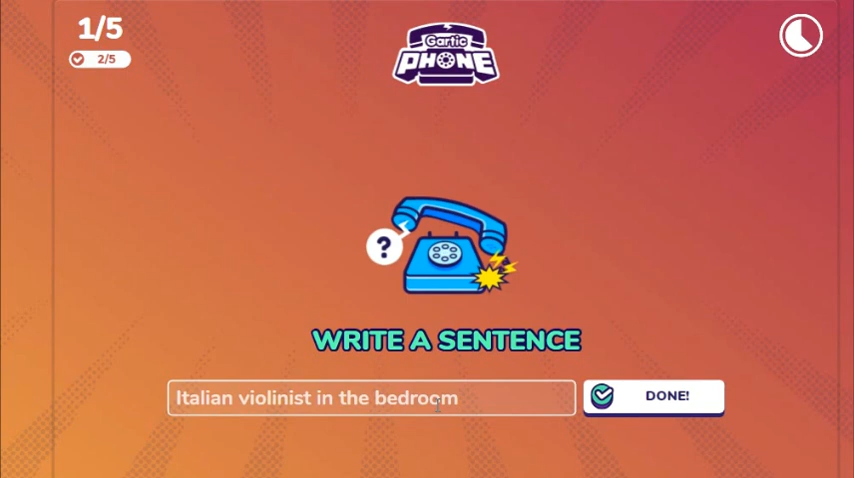 1/5
2/5
Gartic
PHONE
?
WRITE A SENTENCE
Italian violinist in the bedroom
DONE!